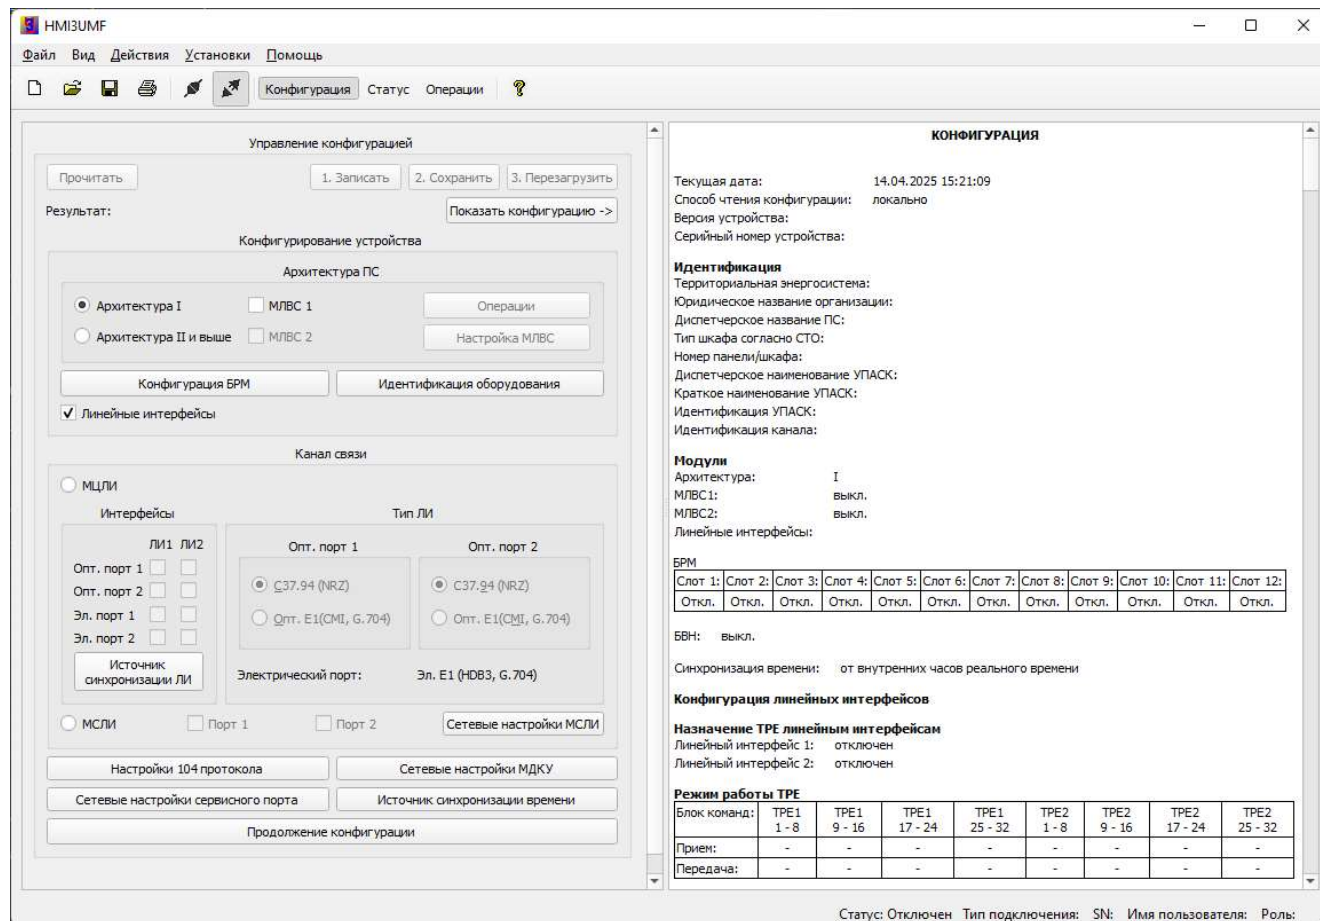 HMI3UMF
Файл Вид Действия Установки Помощь
Конфигурация Статус Операции
Управление конфигурацией
Прочитать 1. Записать 2. Сохранить 3. Перезагрузить
Результат: Показать конфигурацию ->
Конфигурирование устройства
Архитектура ПС
Архитектура I МЛВС 1 Операции
Архитектура II и выше МЛВС 2 Настройка МЛВС
Конфигурация БРМ Идентификация оборудования
Линейные интерфейсы
Канал связи
МЦЛИ
Интерфейсы Тип ЛИ
ЛИ1 ЛИ2 Опт. порт 1 Опт. порт 2
Опт. порт 1
Опт. порт 2 C37.94 (NRZ) C37.94 (NRZ)
Эл. порт 1 Опт. E1(CMI, G.704) Опт. E1(CMI, G.704)
Эл. порт 2
Источник синхронизации ЛИ Электрический порт: Эл. E1 (HDB3, G.704)
МСЛИ Порт 1 Порт 2 Сетевые настройки МСЛИ
Настройки 104 протокола Сетевые настройки МДКУ
Сетевые настройки сервисного порта Источник синхронизации времени
Продолжение конфигурации
КОНФИГУРАЦИЯ
Текущая дата: 14.04.2025 15:21:09
Способ чтения конфигурации: локально
Версия устройства:
Серийный номер устройства:
Идентификация
Территориальная энергосистема:
Юридическое название организации:
Диспетчерское название ПС:
Тип шкафа согласно СТО:
Номер панели/шкафа:
Диспетчерское наименование УПАСК:
Краткое наименование УПАСК:
Идентификация УПАСК:
Идентификация канала:
Модули
Архитектура: I
МЛВС1: выкл.
МЛВС2: выкл.
Линейные интерфейсы:
БРМ
Слот 1: Слот 2: Слот 3: Слот 4: Слот 5: Слот 6: Слот 7: Слот 8: Слот 9: Слот 10: Слот 11: Слот 12:
Откл. Откл. Откл. Откл. Откл. Откл. Откл. Откл. Откл. Откл. Откл. Откл.
БВН: выкл.
Синхронизация времени: от внутренних часов реального времени
Конфигурация линейных интерфейсов
Назначение TPE линейным интерфейсам
Линейный интерфейс 1: отключен
Линейный интерфейс 2: отключен
Режим работы TPE
Блок команд: TPE1 TPE1 TPE1 TPE1 TPE2 TPE2 TPE2 TPE2
1 - 8 9 - 16 17 - 24 25 - 32 1 - 8 9 - 16 17 - 24 25 - 32
Прием: - - - - - - - -
Передача: - - - - - - - -
Статус: Отключен Тип подключения: SN: Имя пользователя: Роль: